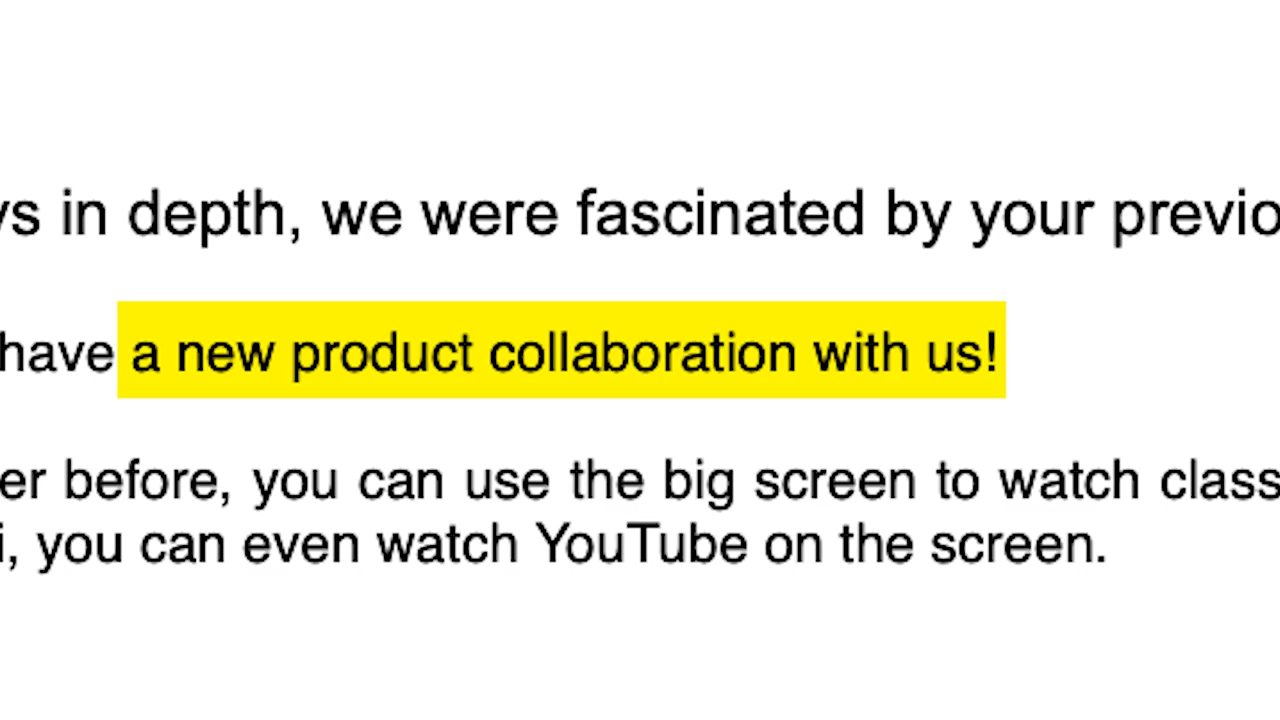 ys in depth, we were fascinated by your previo
have a new product collaboration with us!
er before, you can use the big screen to watch class
i, you can even watch YouTube on the screen.